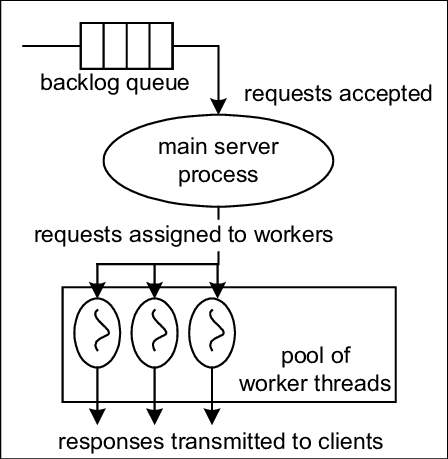 backlog queue
requests accepted
main server
process
requests assigned to workers
pool of
worker threads
responses transmitted to clients